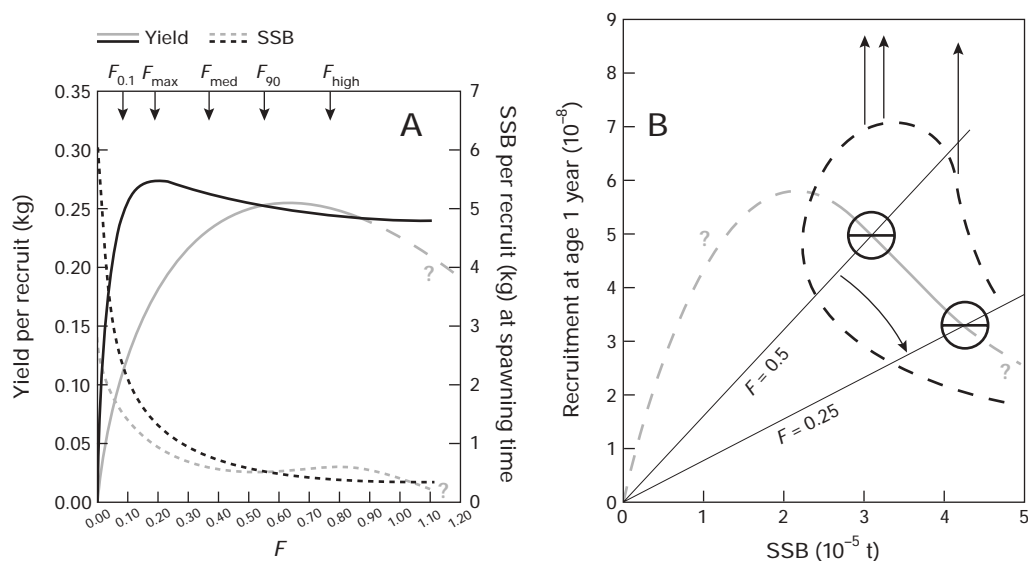 Yield SSB
F0.1 Fmax Fmed F90 Fhigh
A
Yield per recruit (kg)
0.35
0.30
0.25
0.20
0.15
0.10
0.05
0.00
SSB per recruit (kg) at spawning time
7
6
5
4
3
2
1
0
?
?
0.00 0.10 0.20 0.30 0.40 0.50 0.60 0.70 0.80 0.90 1.00 1.10 1.20
F
B
Recruitment at age 1 year (10–8)
8
7
6
5
4
3
2
1
0
?
?
F = 0.5
F = 0.25
0 1 2 3 4 5
SSB (10–5 t)